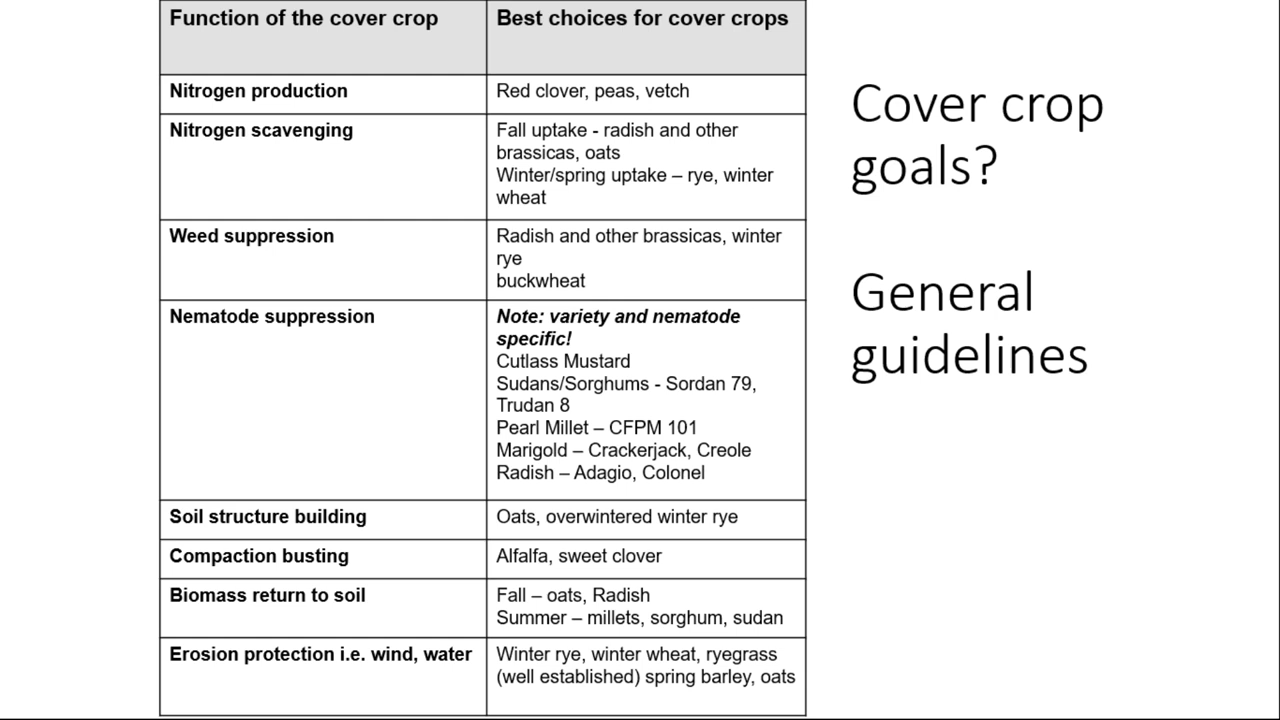 Function of the cover crop
Best choices for cover crops
Nitrogen production
Red clover, peas, vetch
Nitrogen scavenging
Fall uptake - radish and other
brassicas, oats
Winter/spring uptake – rye, winter
wheat
Weed suppression
Radish and other brassicas, winter
rye
buckwheat
Nematode suppression
Note: variety and nematode
specific!
Cutlass Mustard
Sudans/Sorghums - Sordan 79,
Trudan 8
Pearl Millet – CFPM 101
Marigold – Crackerjack, Creole
Radish – Adagio, Colonel
Soil structure building
Oats, overwintered winter rye
Compaction busting
Alfalfa, sweet clover
Biomass return to soil
Fall – oats, Radish
Summer – millets, sorghum, sudan
Erosion protection i.e. wind, water
Winter rye, winter wheat, ryegrass
(well established) spring barley, oats
Cover crop
goals?
General
guidelines